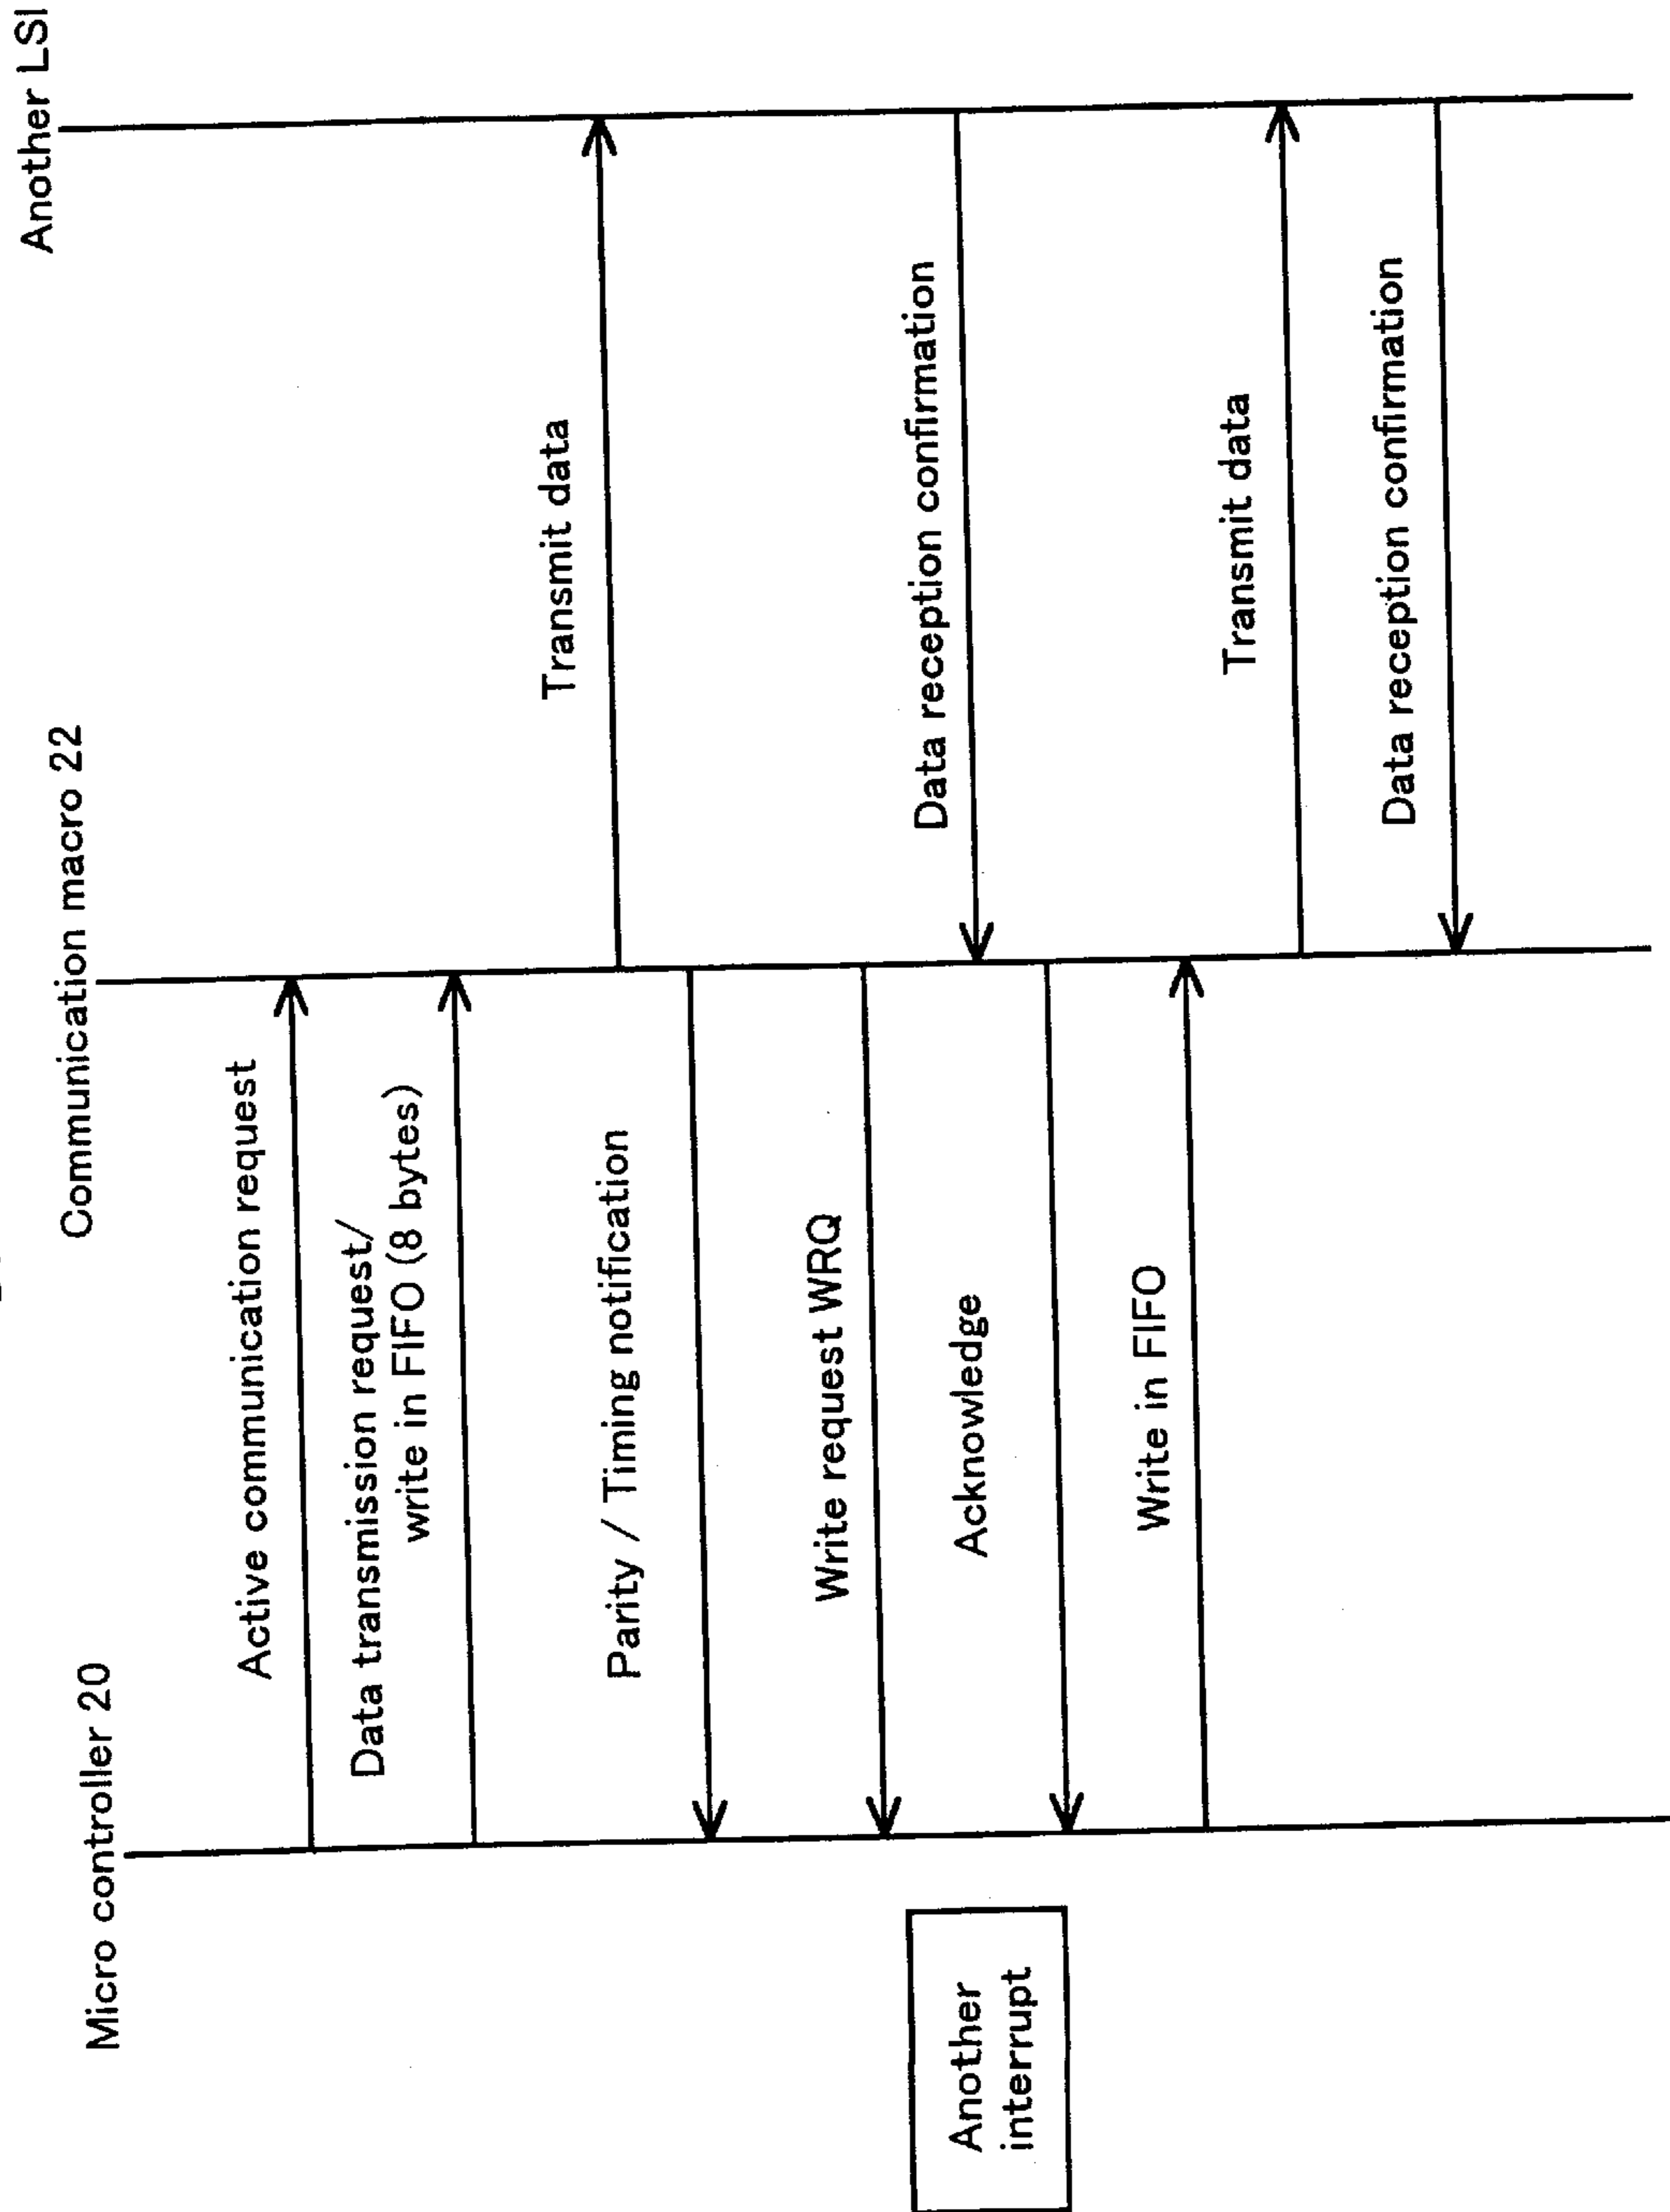 Micro controller 20
Communication macro 22
Another LSI
Active communication request
Data transmission request/
write in FIFO (8 bytes)
Transmit data
Parity / Timing notification
Write request WRQ
Another
interrupt
Data reception confirmation
Acknowledge
Write in FIFO
Transmit data
Data reception confirmation